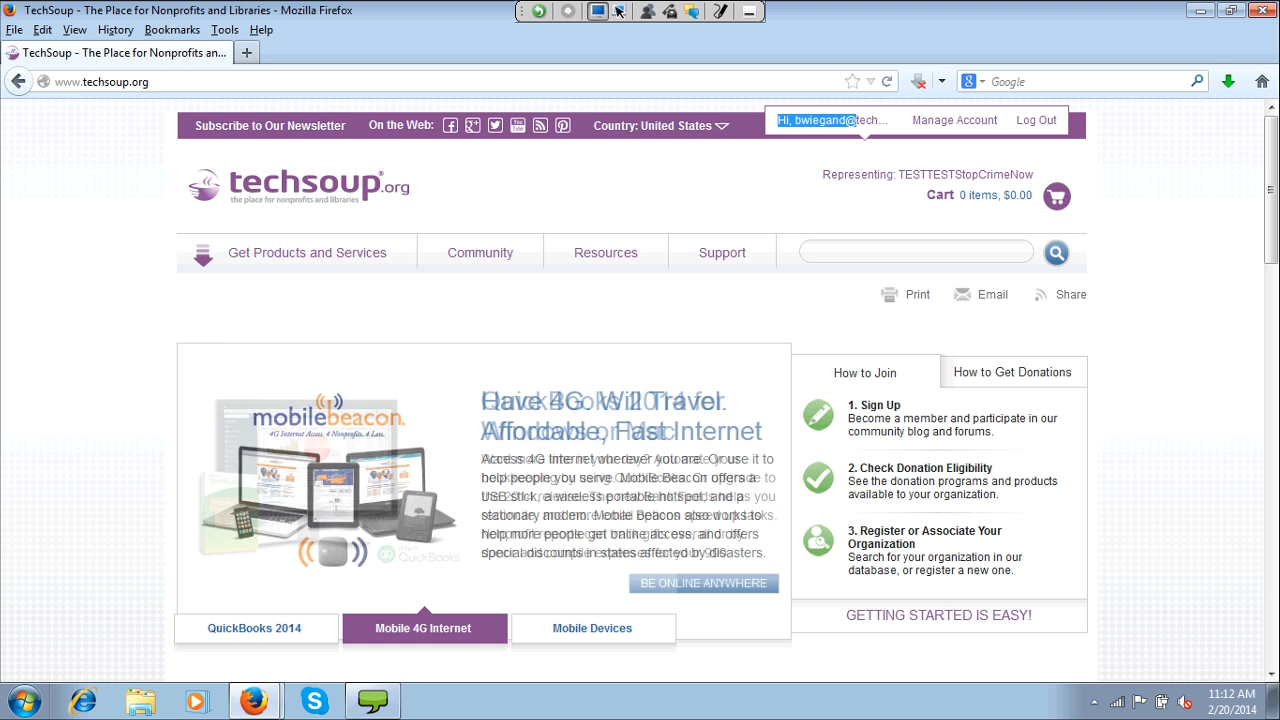 TechSoup - The Place for Nonprofits and Libraries - Mozilla Firefox
File Edit View History Bookmarks Tools Help
TechSoup - The Place for Nonprofits an...
www.techsoup.org
Google
Subscribe to Our Newsletter On the Web: Country: United States
Hi, bwiegand@tech... Manage Account Log Out
techsoup.org
the place for nonprofits and libraries
Representing: TESTTESTStopCrimeNow
Cart 0 items, $0.00
Get Products and Services Community Resources Support
Print Email Share
mobilebeacon.
4G Internet Access. 4 Nonprofits, 4 Less.
Have 4G. Will Travel.
Affordable, Fast Internet
Access 4G Internet wherever you are. Or use it to
help people you serve. Mobile Beacon offers a
USB stick, a wireless portable hotspot, and a
stationary modem. Mobile Beacon also works to
help more people get online access, and offers
special discounts in states affected by disasters.
QuickBooks
BE ONLINE ANYWHERE
QuickBooks 2014 Mobile 4G Internet Mobile Devices
How to Join How to Get Donations
1. Sign Up
Become a member and participate in our
community blog and forums.
2. Check Donation Eligibility
See the donation programs and products
available to your organization.
3. Register or Associate Your
Organization
Search for your organization in our
database, or register a new one.
GETTING STARTED IS EASY!
11:12 AM
2/20/2014